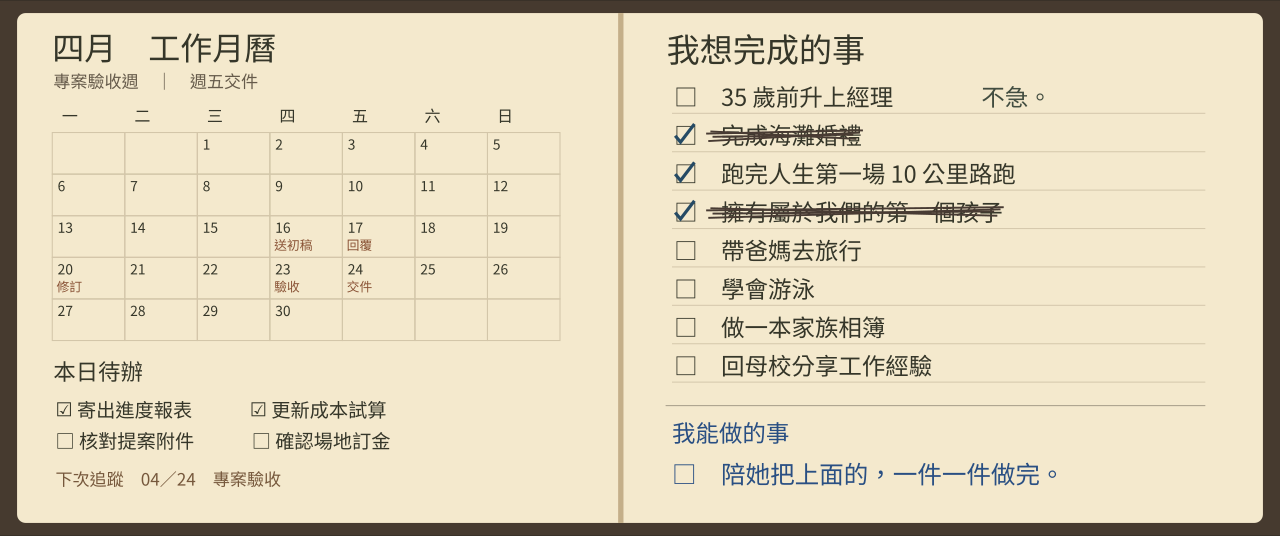 四月　工作月曆
專案驗收週　｜　週五交件
一 二 三 四 五 六 日
1 2 3 4 5
6 7 8 9 10 11 12
13 14 15 16 17 18 19
送初稿 回覆
20 21 22 23 24 25 26
修訂 驗收 交件
27 28 29 30
本日待辦
☑ 寄出進度報表 ☑ 更新成本試算
☐ 核對提案附件 ☐ 確認場地訂金
下次追蹤　04／24　專案驗收
我想完成的事
☐ 35 歲前升上經理 不急。
☑ 完成海灘婚禮
☑ 跑完人生第一場 10 公里路跑
☑ 擁有屬於我們的第一個孩子
☐ 帶爸媽去旅行
☐ 學會游泳
☐ 做一本家族相簿
☐ 回母校分享工作經驗
我能做的事
☐ 陪她把上面的，一件一件做完。